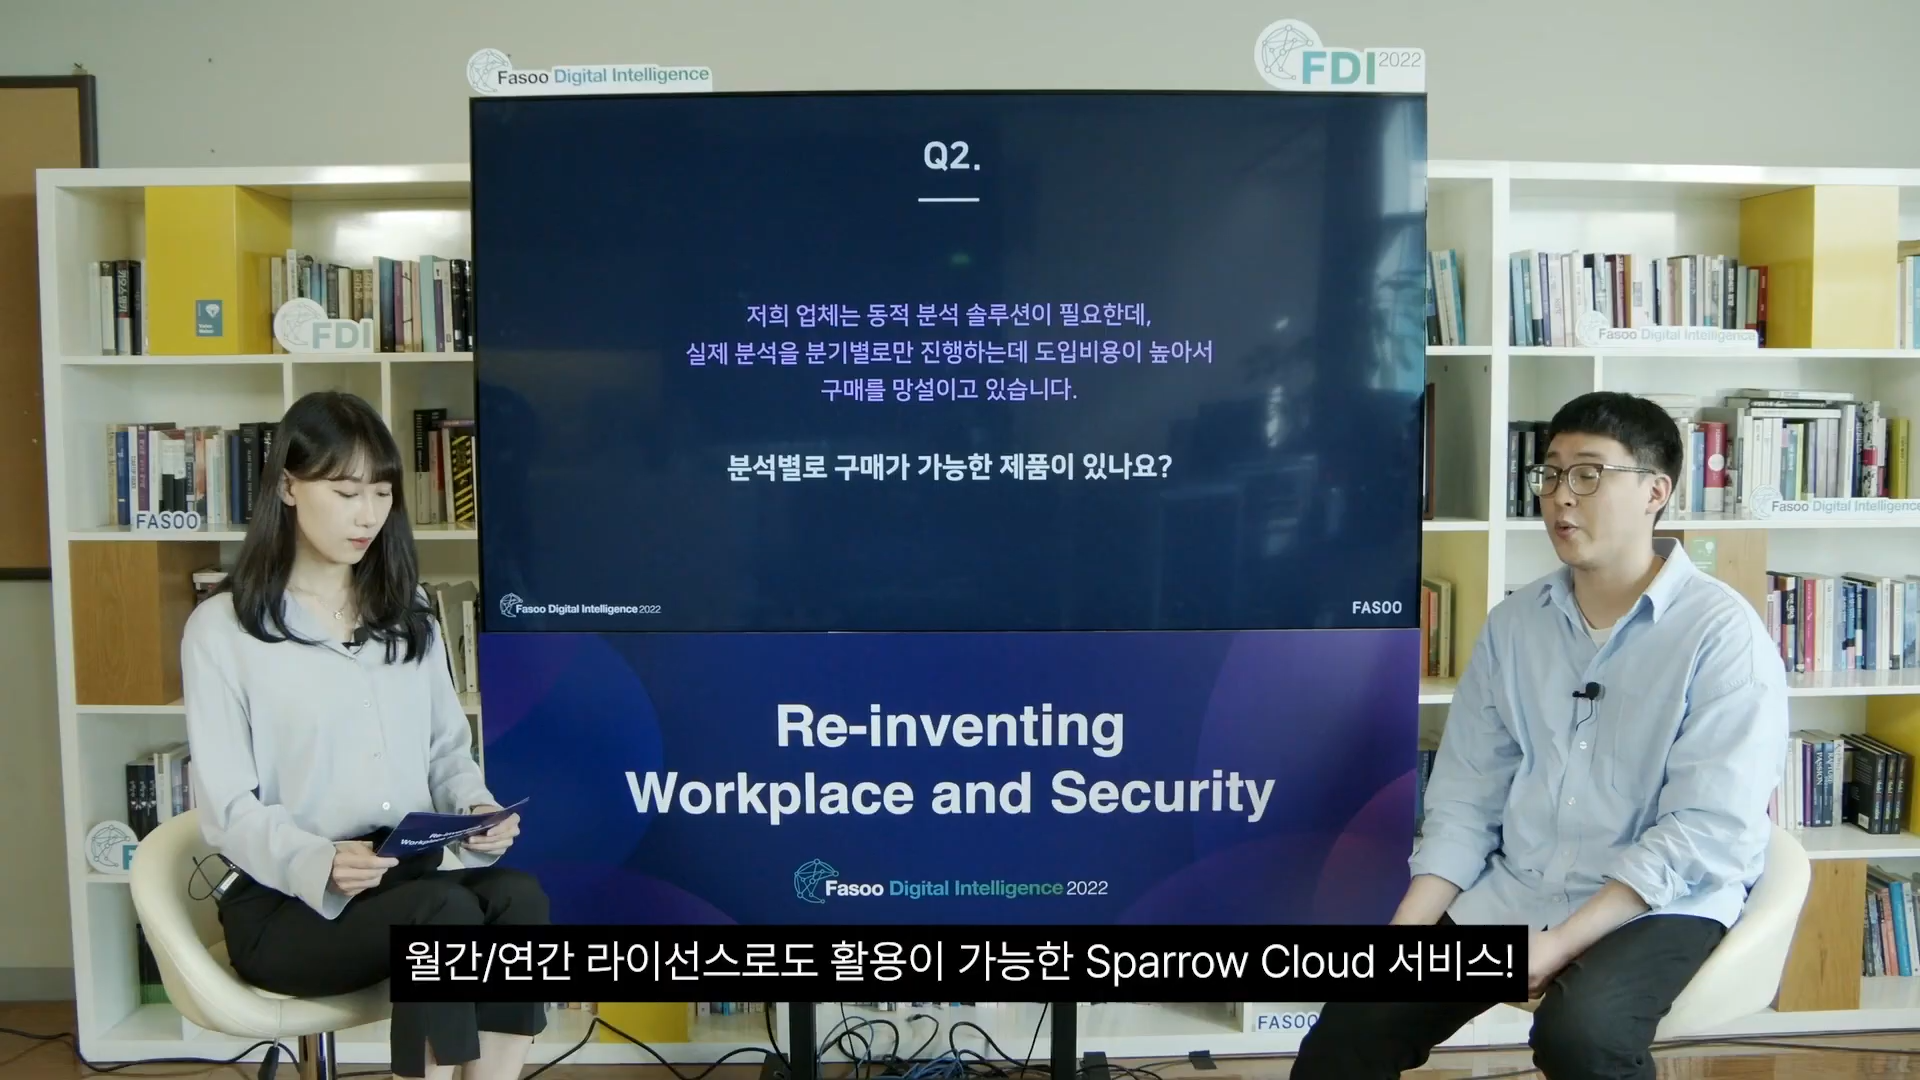 Fasoo Digital Intelligence
FDI 2022
Q2.
저희 업체는 동적 분석 솔루션이 필요한데,
실제 분석을 분기별로만 진행하는데 도입비용이 높아서
구매를 망설이고 있습니다.
분석별로 구매가 가능한 제품이 있나요?
Fasoo Digital Intelligence 2022
FASOO
FDI
Fasoo Digital Intelligence
FASOO
Fasoo Digital Intelligence
Re-inventing
Workplace and Security
Fasoo Digital Intelligence 2022
월간/연간 라이선스로도 활용이 가능한 Sparrow Cloud 서비스!
FASOO